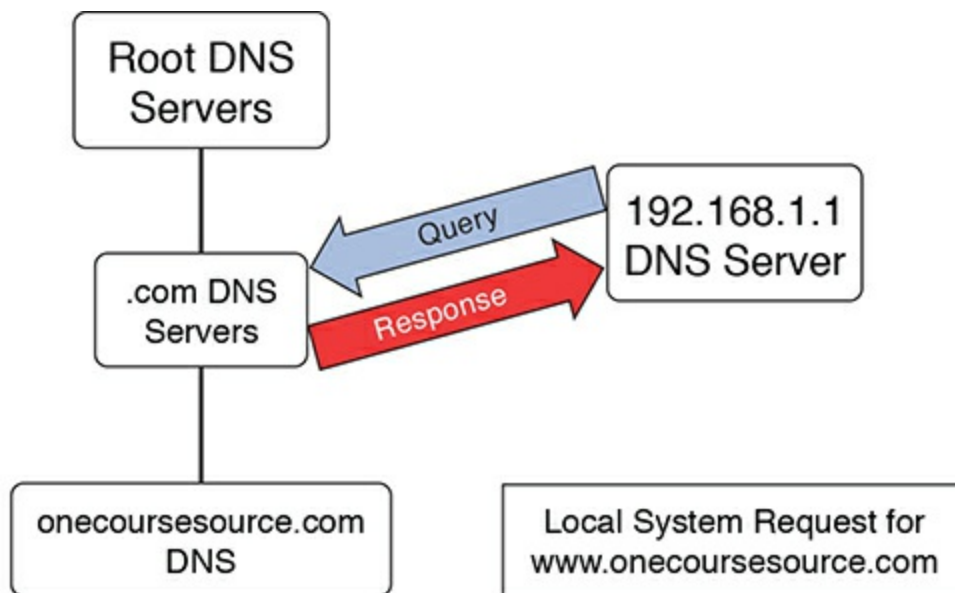 Root DNS
Servers
Query
192.168.1.1
DNS Server
.com DNS
Servers
Response
onecoursesource.com
DNS
Local System Request for
www.onecoursesource.com